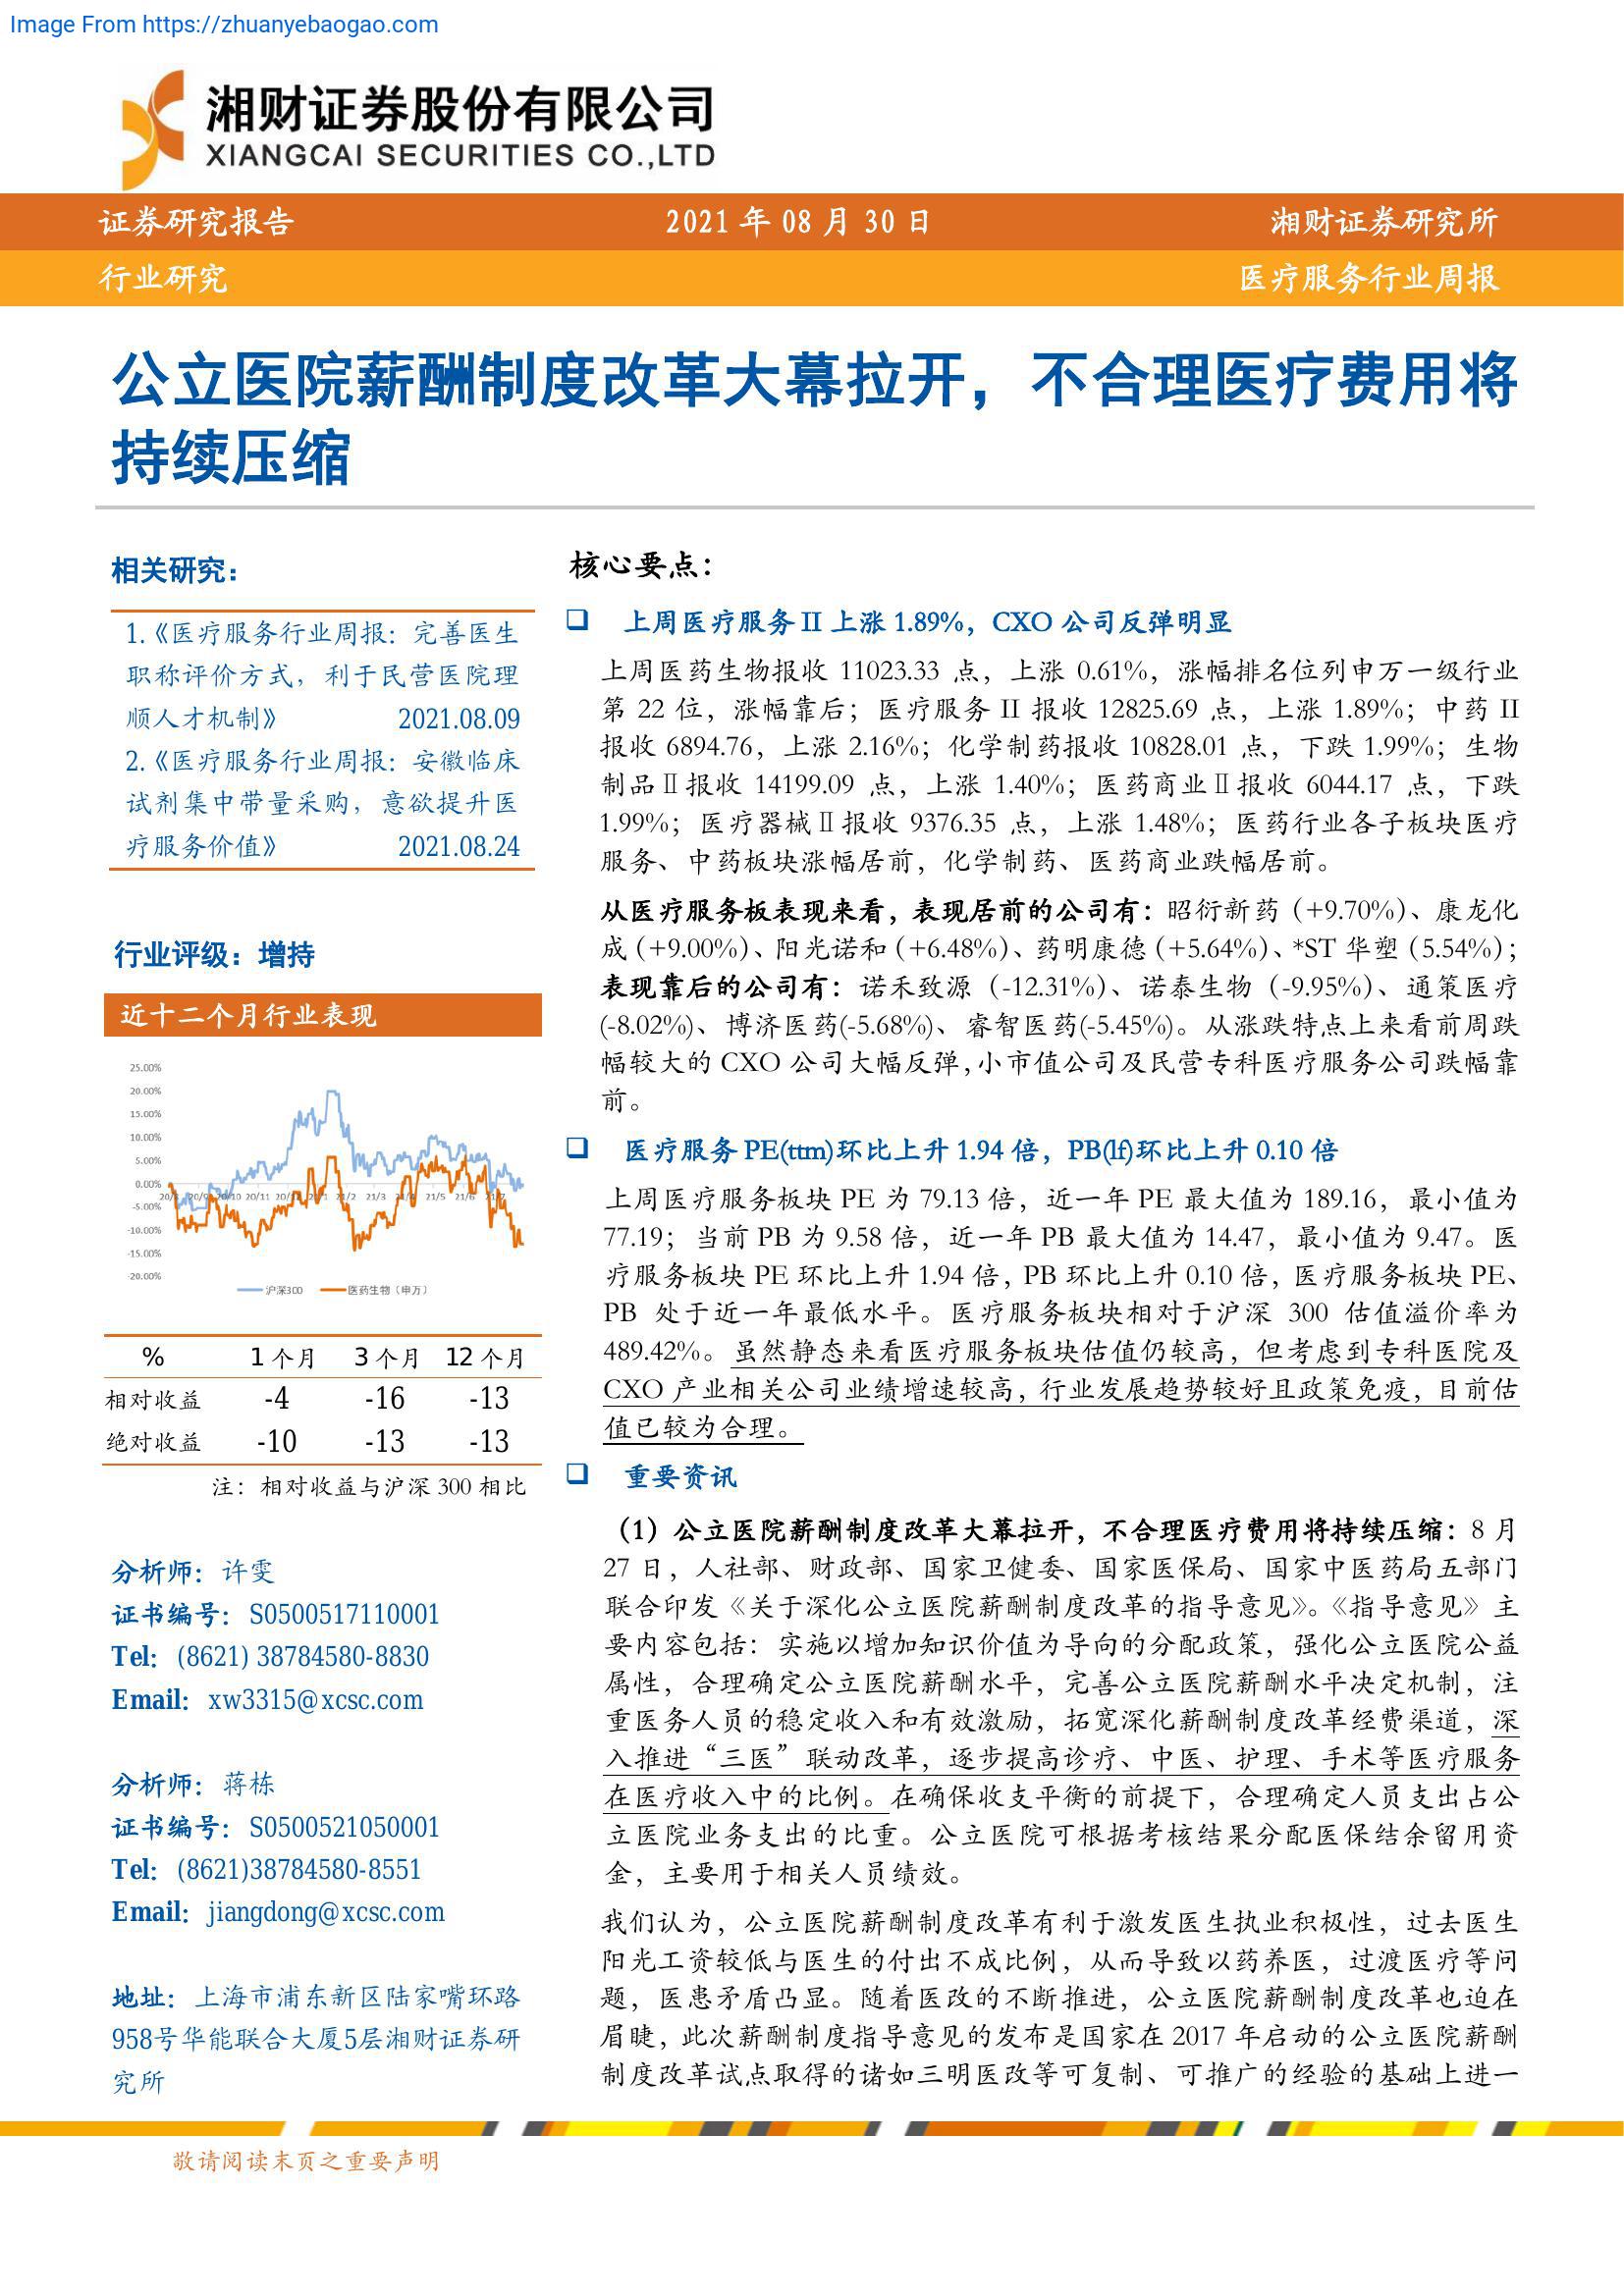 Image From https://zhuanyebaogao.com
湘财证券股份有限公司
XIANGCAI SECURITIES CO.,LTD
证券研究报告 2021 年 08 月 30 日 湘财证券研究所
行业研究 医疗服务行业周报
公立医院薪酬制度改革大幕拉开，不合理医疗费用将
持续压缩
相关研究：
1.《医疗服务行业周报：完善医生
职称评价方式，利于民营医院理
顺人才机制》 2021.08.09
2.《医疗服务行业周报：安徽临床
试剂集中带量采购，意欲提升医
疗服务价值》 2021.08.24
行业评级：增持
近十二个月行业表现
25.00%
20.00%
15.00%
10.00%
5.00%
0.00%
-5.00%
-10.00%
-15.00%
-20.00%
20/8 20/9 20/10 20/11 20/12 21/1 21/2 21/3 21/4 21/5 21/6 21/7
沪深300 医药生物（申万）
% 1 个月 3 个月 12 个月
相对收益 -4 -16 -13
绝对收益 -10 -13 -13
注：相对收益与沪深 300 相比
分析师：许雯
证书编号：S0500517110001
Tel：(8621) 38784580-8830
Email：xw3315@xcsc.com
分析师：蒋栋
证书编号：S0500521050001
Tel：(8621)38784580-8551
Email：jiangdong@xcsc.com
地址：上海市浦东新区陆家嘴环路
958号华能联合大厦5层湘财证券研
究所
核心要点：
❑ 上周医疗服务 II 上涨 1.89%，CXO 公司反弹明显
上周医药生物报收 11023.33 点，上涨 0.61%，涨幅排名位列申万一级行业
第 22 位，涨幅靠后；医疗服务 II 报收 12825.69 点，上涨 1.89%；中药 II
报收 6894.76，上涨 2.16%；化学制药报收 10828.01 点，下跌 1.99%；生物
制品Ⅱ报收 14199.09 点，上涨 1.40%；医药商业Ⅱ报收 6044.17 点，下跌
1.99%；医疗器械Ⅱ报收 9376.35 点，上涨 1.48%；医药行业各子板块医疗
服务、中药板块涨幅居前，化学制药、医药商业跌幅居前。
从医疗服务板表现来看，表现居前的公司有：昭衍新药（+9.70%）、康龙化
成（+9.00%）、阳光诺和（+6.48%）、药明康德（+5.64%）、*ST 华塑（5.54%）；
表现靠后的公司有：诺禾致源（-12.31%）、诺泰生物（-9.95%）、通策医疗
(-8.02%)、博济医药(-5.68%)、睿智医药(-5.45%)。从涨跌特点上来看前周跌
幅较大的 CXO 公司大幅反弹,小市值公司及民营专科医疗服务公司跌幅靠
前。
❑ 医疗服务 PE(ttm)环比上升 1.94 倍，PB(lf)环比上升 0.10 倍
上周医疗服务板块 PE 为 79.13 倍，近一年 PE 最大值为 189.16，最小值为
77.19；当前 PB 为 9.58 倍，近一年 PB 最大值为 14.47，最小值为 9.47。医
疗服务板块 PE 环比上升 1.94 倍，PB 环比上升 0.10 倍，医疗服务板块 PE、
PB 处于近一年最低水平。医疗服务板块相对于沪深 300 估值溢价率为
489.42%。虽然静态来看医疗服务板块估值仍较高，但考虑到专科医院及
CXO 产业相关公司业绩增速较高，行业发展趋势较好且政策免疫，目前估
值已较为合理。
❑ 重要资讯
（1）公立医院薪酬制度改革大幕拉开，不合理医疗费用将持续压缩：8 月
27 日，人社部、财政部、国家卫健委、国家医保局、国家中医药局五部门
联合印发《关于深化公立医院薪酬制度改革的指导意见》。《指导意见》主
要内容包括：实施以增加知识价值为导向的分配政策，强化公立医院公益
属性，合理确定公立医院薪酬水平，完善公立医院薪酬水平决定机制，注
重医务人员的稳定收入和有效激励，拓宽深化薪酬制度改革经费渠道，深
入推进“三医”联动改革，逐步提高诊疗、中医、护理、手术等医疗服务
在医疗收入中的比例。在确保收支平衡的前提下，合理确定人员支出占公
立医院业务支出的比重。公立医院可根据考核结果分配医保结余留用资
金，主要用于相关人员绩效。
我们认为，公立医院薪酬制度改革有利于激发医生执业积极性，过去医生
阳光工资较低与医生的付出不成比例，从而导致以药养医，过渡医疗等问
题，医患矛盾凸显。随着医改的不断推进，公立医院薪酬制度改革也迫在
眉睫，此次薪酬制度指导意见的发布是国家在 2017 年启动的公立医院薪酬
制度改革试点取得的诸如三明医改等可复制、可推广的经验的基础上进一
敬请阅读末页之重要声明